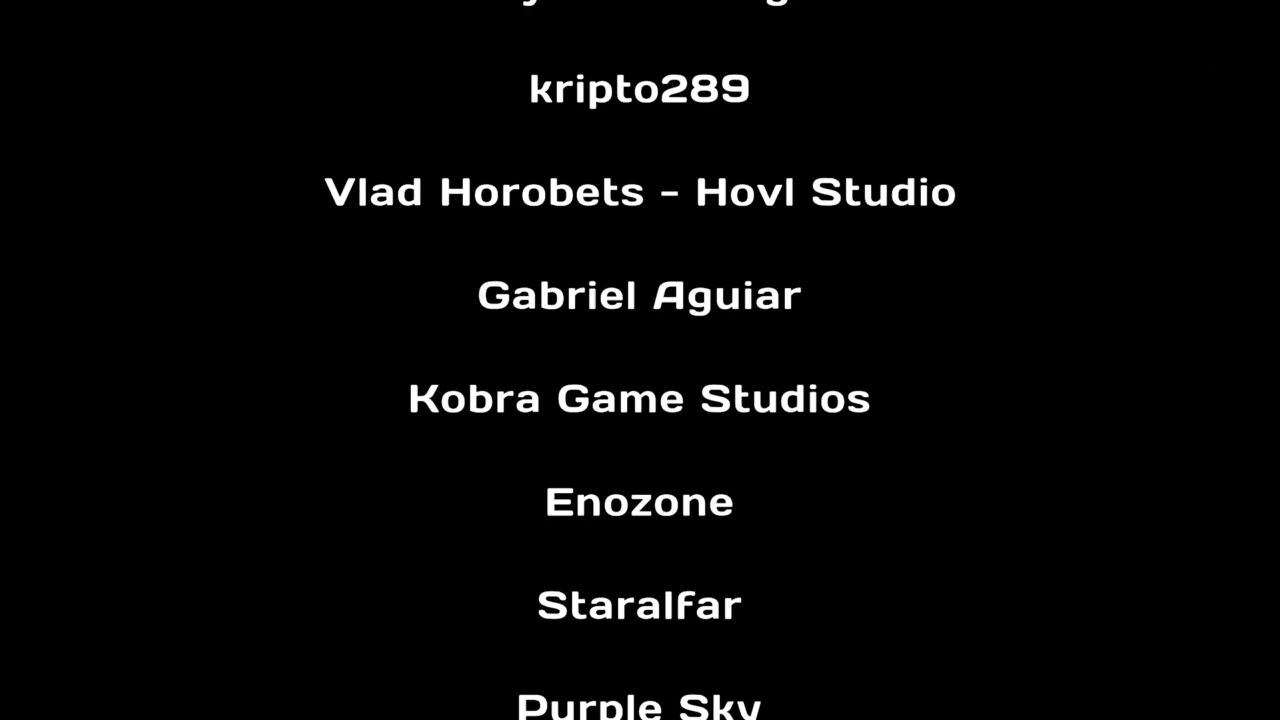 kripto289
Vlad Horobets - Hovl Studio
Gabriel Aguiar
Kobra Game Studios
Enozone
Staralfar
Purple Sky